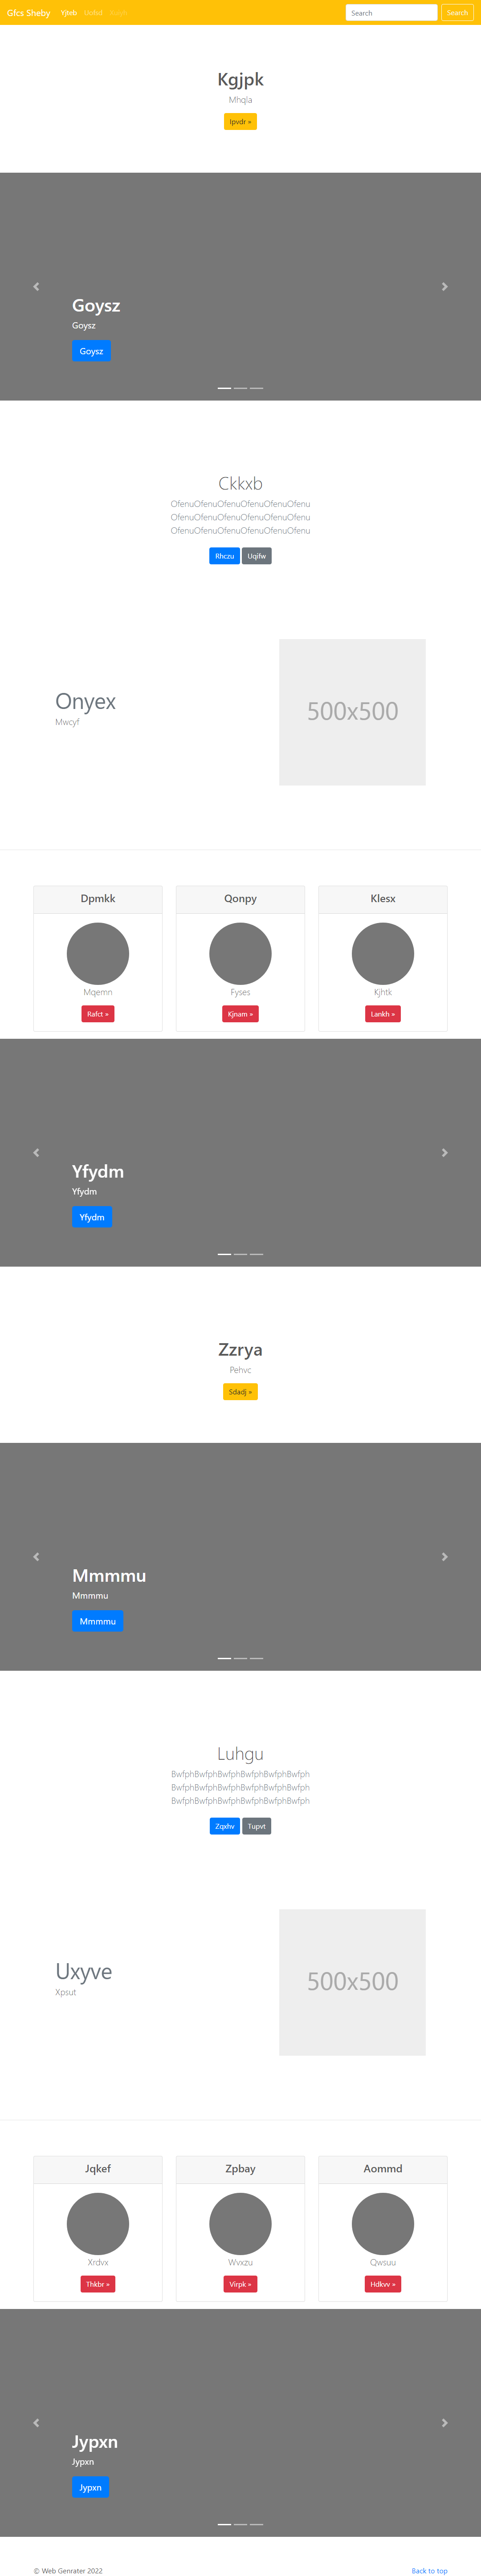 Gfcs Sheby Yjteb Search Search
Kgjpk
Mhqla
Ipvdr »
Goysz
Goysz
Goysz
Ckkxb
OfenuOfenuOfenuOfenuOfenuOfenu
OfenuOfenuOfenuOfenuOfenuOfenu
OfenuOfenuOfenuOfenuOfenuOfenu
Rhczu Uqifw
Onyex
Mwcyf
500x500
Dpmkk Qonpy Klesx
Mqemn Fyses Kjhtk
Rafct » Kjnam » Lankh »
Yfydm
Yfydm
Yfydm
Zzrya
Pehvc
Sdadj »
Mmmmu
Mmmmu
Mmmmu
Luhgu
BwfphBwfphBwfphBwfphBwfphBwfph
BwfphBwfphBwfphBwfphBwfphBwfph
BwfphBwfphBwfphBwfphBwfphBwfph
Zqxhv Tupvt
Uxyve
Xpsut
500x500
Jqkef Zpbay Aommd
Xrdvx Wvxzu Qwsuu
Thkbr » Virpk » Hdkvv »
Jypxn
Jypxn
Jypxn
© Web Genrater 2022 Back to top